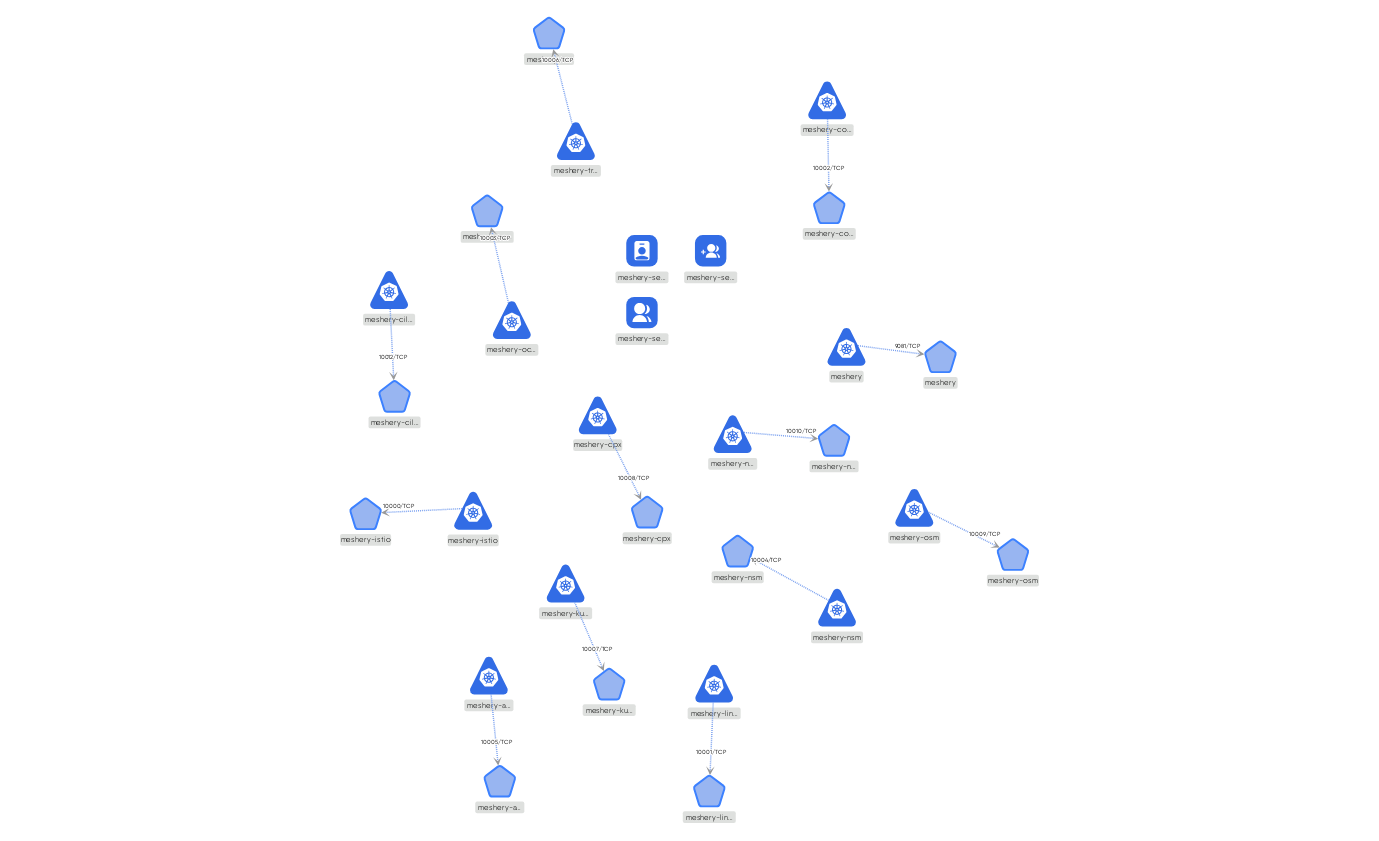 10006/TCP
meshery-tr...
meshery-co...
10002/TCP
meshery-co...
10003/TCP
meshery-oc...
meshery-se...
meshery-se...
meshery-se...
meshery-cil...
10012/TCP
meshery-cil...
meshery
9081/TCP
meshery
meshery-cpx
10008/TCP
meshery-cpx
meshery-n...
10010/TCP
meshery-n...
meshery-istio
10000/TCP
meshery-istio
meshery-osm
10009/TCP
meshery-osm
meshery-nsm
10004/TCP
meshery-nsm
meshery-ku...
10007/TCP
meshery-ku...
meshery-a...
10005/TCP
meshery-a...
meshery-lin...
10001/TCP
meshery-lin...